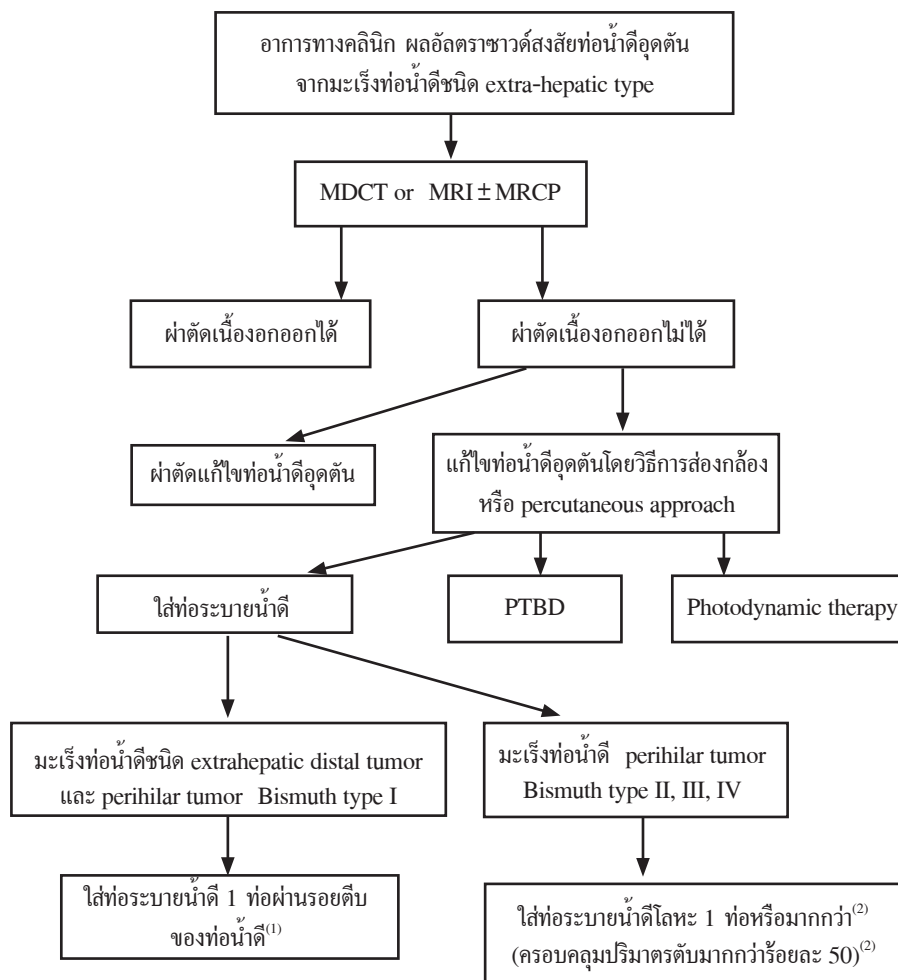 อาการทางคลินิก ผลอัลตราซาวด์สงสัยท่อน้ำดีอุดตัน
จากมะเร็งท่อน้ำดีชนิด extra-hepatic type
MDCT or MRI ± MRCP
ผ่าตัดเนื้องอกออกได้
ผ่าตัดเนื้องอกออกไม่ได้
ผ่าตัดแก้ไขท่อน้ำดีอุดตัน
แก้ไขท่อน้ำดีอุดตันโดยวิธีการส่องกล้อง
หรือ percutaneous approach
ใส่ท่อระบายน้ำดี
PTBD
Photodynamic therapy
มะเร็งท่อน้ำดีชนิด extrahepatic distal tumor
และ perihilar tumor Bismuth type I
มะเร็งท่อน้ำดี perihilar tumor
Bismuth type II, III, IV
ใส่ท่อระบายน้ำดี 1 ท่อผ่านรอยตีบ
ของท่อน้ำดี(1)
ใส่ท่อระบายน้ำดีโลหะ 1 ท่อหรือมากกว่า(2)
(ครอบคลุมปริมาตรตับมากกว่าร้อยละ 50)(2)